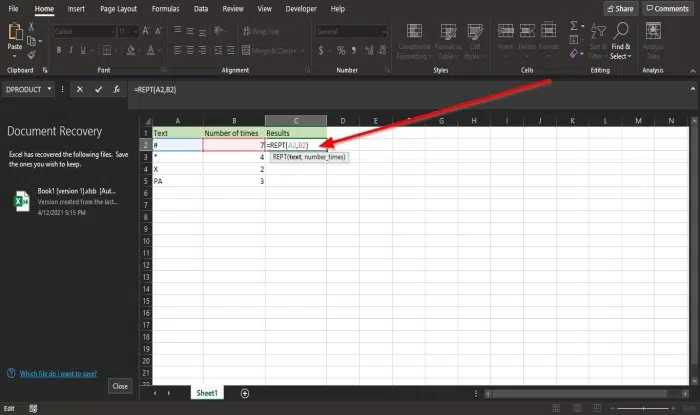 File Home Insert Page Layout Formulas Data Review View Developer Help Share Comments
Paste
Calibri 11
Wrap Text
Merge & Center
General
Conditional Formatting
Format as Table
Cell Styles
Insert Delete Format
Sort & Filter
Find & Select
Analyze Data
Clipboard Font Alignment Number Styles Cells Editing Analysis
DPRODUCT =REPT(A2,B2)
Document Recovery
Excel has recovered the following files. Save
the ones you wish to keep.
Book1 [version 1].xlsb [Aut...
Version created from the last...
4/12/2021 5:15 PM
Which file do I want to save?
Close
A B C D E F G H I J K L M N
1 Text Number of times Results
2 # 7 =REPT(A2,B2)
REPT(text, number_times)
3 * 4
4 X 2
5 PA 3
6
7
8
9
10
11
12
13
14
15
16
17
18
19
20
21
22
Sheet1
Edit